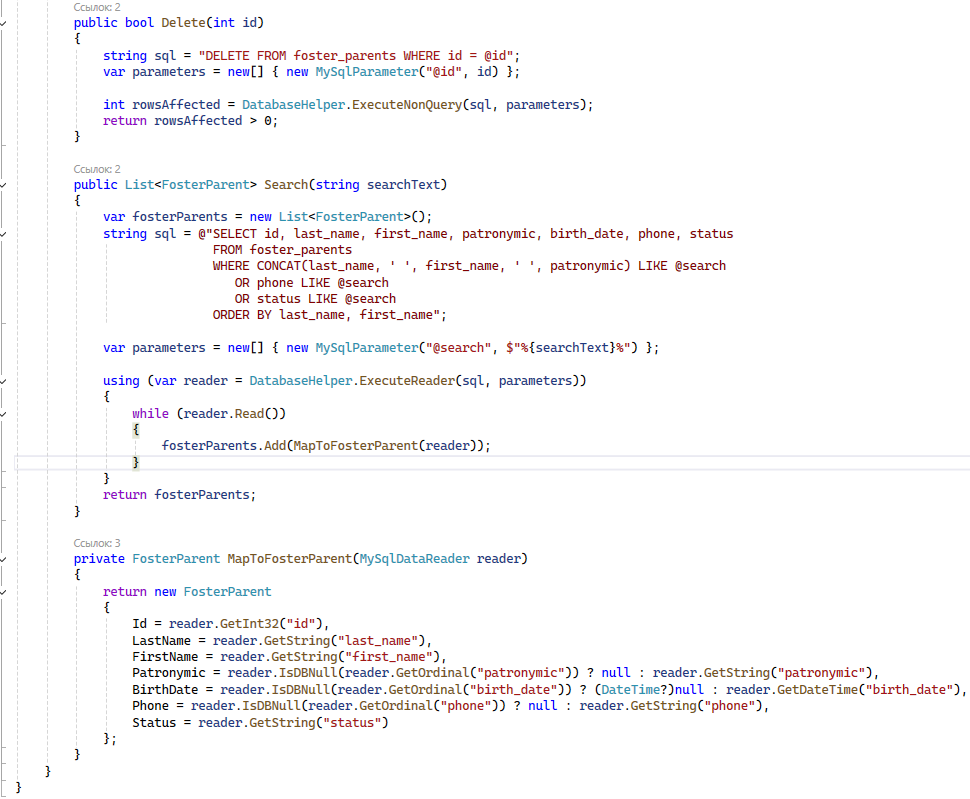 Ссылок: 2
public bool Delete(int id)
{
string sql = "DELETE FROM foster_parents WHERE id = @id";
var parameters = new[] { new MySqlParameter("@id", id) };
int rowsAffected = DatabaseHelper.ExecuteNonQuery(sql, parameters);
return rowsAffected > 0;
}
Ссылок: 2
public List<FosterParent> Search(string searchText)
{
var fosterParents = new List<FosterParent>();
string sql = @"SELECT id, last_name, first_name, patronymic, birth_date, phone, status
FROM foster_parents
WHERE CONCAT(last_name, ' ', first_name, ' ', patronymic) LIKE @search
OR phone LIKE @search
OR status LIKE @search
ORDER BY last_name, first_name";
var parameters = new[] { new MySqlParameter("@search", $"%{searchText}%") };
using (var reader = DatabaseHelper.ExecuteReader(sql, parameters))
{
while (reader.Read())
{
fosterParents.Add(MapToFosterParent(reader));
}
}
return fosterParents;
}
Ссылок: 3
private FosterParent MapToFosterParent(MySqlDataReader reader)
{
return new FosterParent
{
Id = reader.GetInt32("id"),
LastName = reader.GetString("last_name"),
FirstName = reader.GetString("first_name"),
Patronymic = reader.IsDBNull(reader.GetOrdinal("patronymic")) ? null : reader.GetString("patronymic"),
BirthDate = reader.IsDBNull(reader.GetOrdinal("birth_date")) ? (DateTime?)null : reader.GetDateTime("birth_date"),
Phone = reader.IsDBNull(reader.GetOrdinal("phone")) ? null : reader.GetString("phone"),
Status = reader.GetString("status")
};
}
}
}